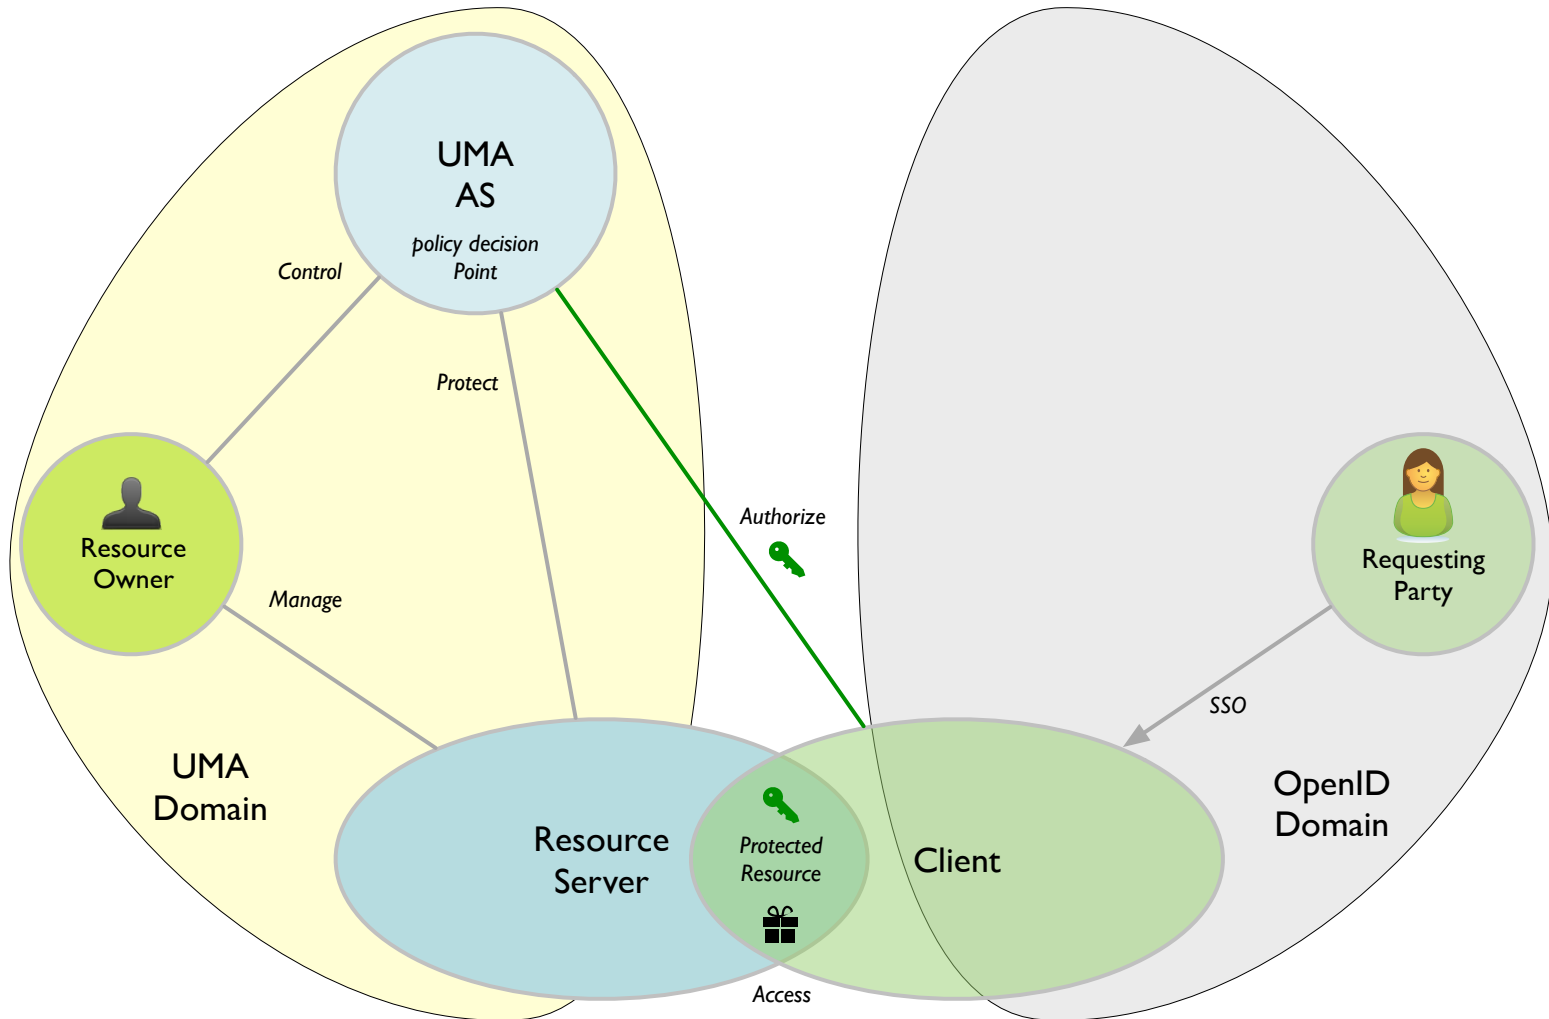 UMA
AS
policy decision
Point
Control
Protect
Authorize
Resource
Owner
Manage
Requesting
Party
SSO
UMA
Domain
OpenID
Domain
Resource
Server
Protected
Resource
Client
Access